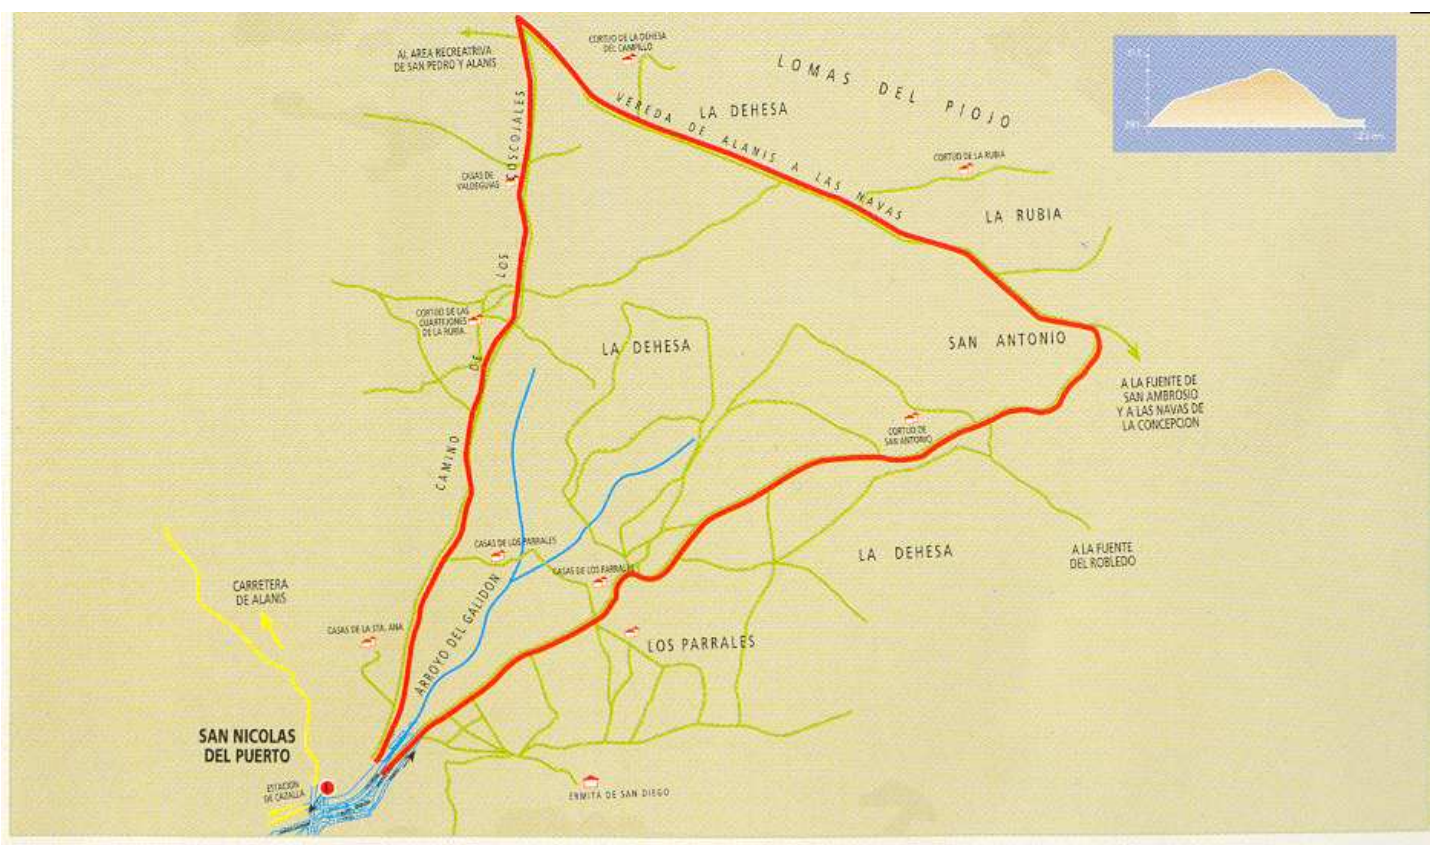 AL AREA RECREATRIVA
DE SAN PEDRO Y ALANIS
CORTIJO DE LA DEHESA
DEL CAMPILLO
LOMAS DEL PIOJO
LA DEHESA
VEREDA DE ALANIS A LAS NAVAS
CORTIJO DE LA RUBIA
LA RUBIA
CASAS DE
VALDEGUIAS
CAMINO DE LOS COSCOJALES
CORTIJO DE LAS
CUARTEJONES
DE LA RUBIA
LA DEHESA
SAN ANTONIO
A LA FUENTE DE
SAN AMBROSIO
Y A LAS NAVAS DE
LA CONCEPCION
CORTIJO DE
SAN ANTONIO
CASAS DE LOS PARRALES
CASAS DE LOS PARRALES
LA DEHESA
A LA FUENTE
DEL ROBLEDO
CARRETERA
DE ALANIS
CASAS DE LA STA. ANA
ARROYO DEL GALIDON
LOS PARRALES
SAN NICOLAS
DEL PUERTO
ESTACION
DE CAZALLA
ERMITA DE SAN DIEGO